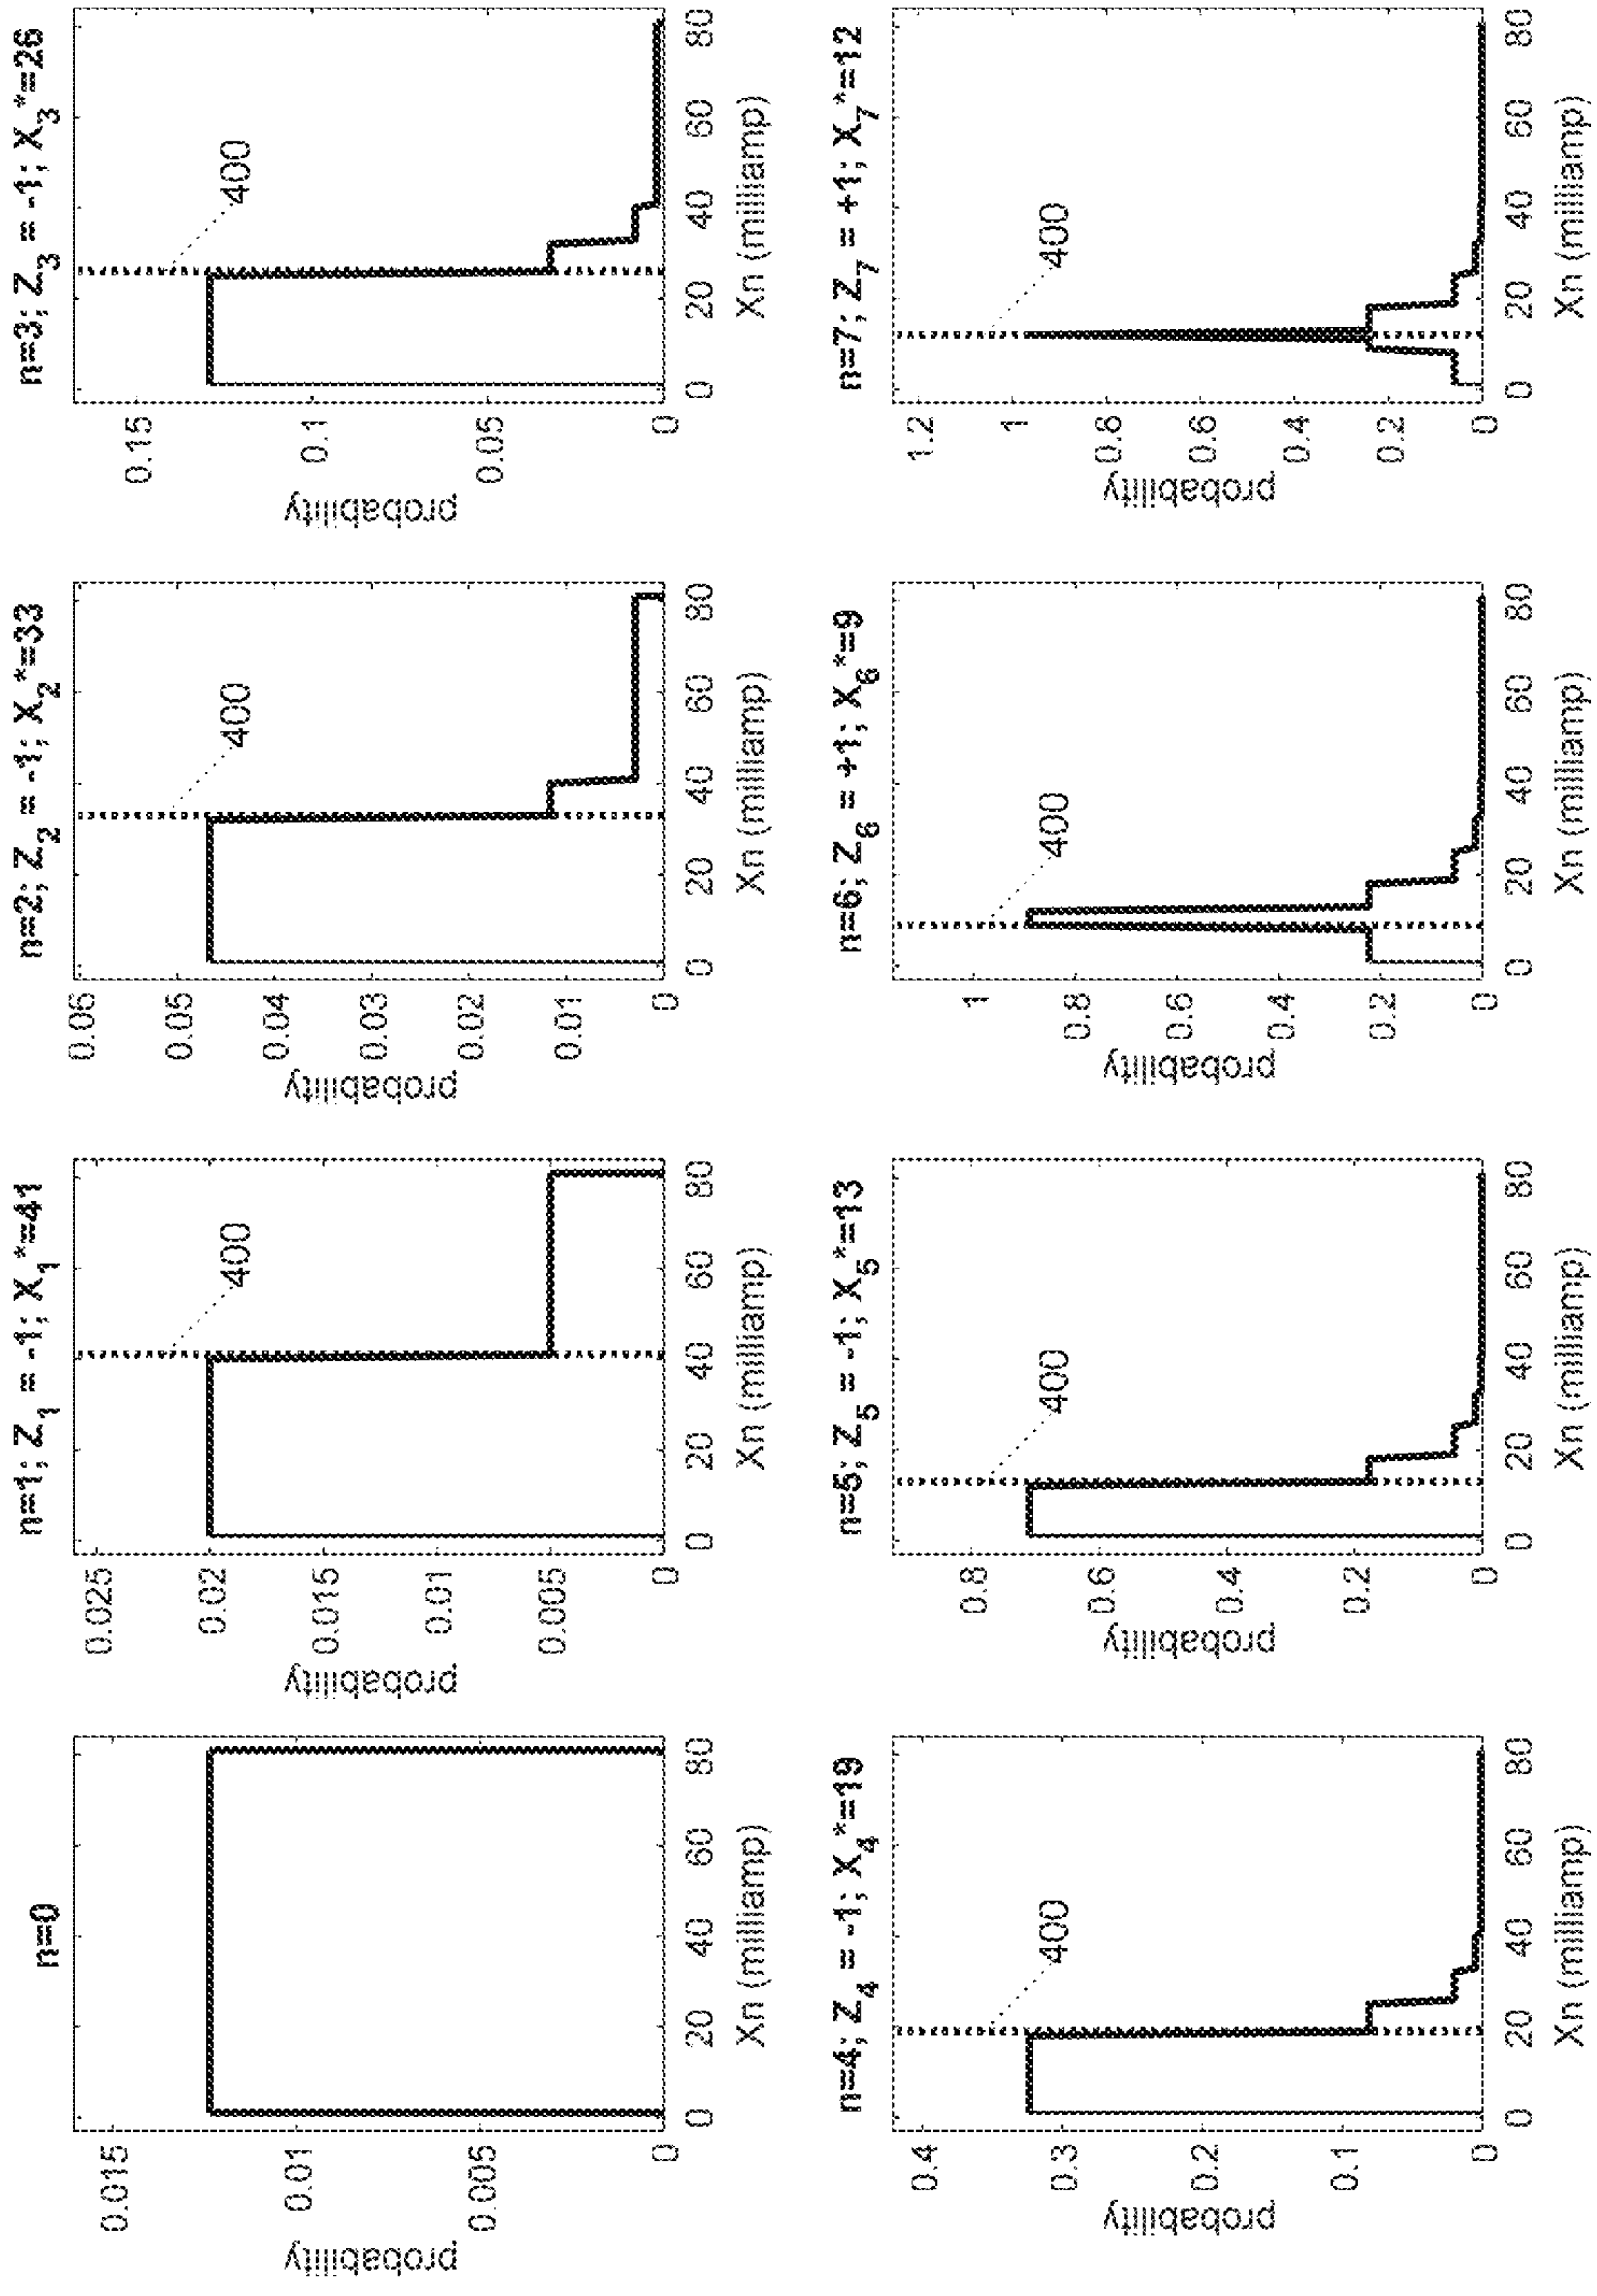 n=0
0.015
0.01
0.005
0
probability
0 20 40 60 80
Xn (milliamp)
n=1; Z₁ = -1; X₁*=41
400
0.025
0.02
0.015
0.01
0.005
0
probability
0 20 40 60 80
Xn (milliamp)
n=2; Z₂ = -1; X₂*=33
400
0.06
0.05
0.04
0.03
0.02
0.01
0
probability
0 20 40 60 80
Xn (milliamp)
n=3; Z₃ = -1; X₃*=26
400
0.15
0.1
0.05
0
probability
0 20 40 60 80
Xn (milliamp)
n=4; Z₄ = -1; X₄*=19
400
0.4
0.3
0.2
0.1
0
probability
0 20 40 60 80
Xn (milliamp)
n=5; Z₅ = -1; X₅*=13
400
0.8
0.6
0.4
0.2
0
probability
0 20 40 60 80
Xn (milliamp)
n=6; Z₆ = +1; X₆*=9
400
1
0.8
0.6
0.4
0.2
0
probability
0 20 40 60 80
Xn (milliamp)
n=7; Z₇ = +1; X₇*=12
400
1.2
1
0.8
0.6
0.4
0.2
0
probability
0 20 40 60 80
Xn (milliamp)